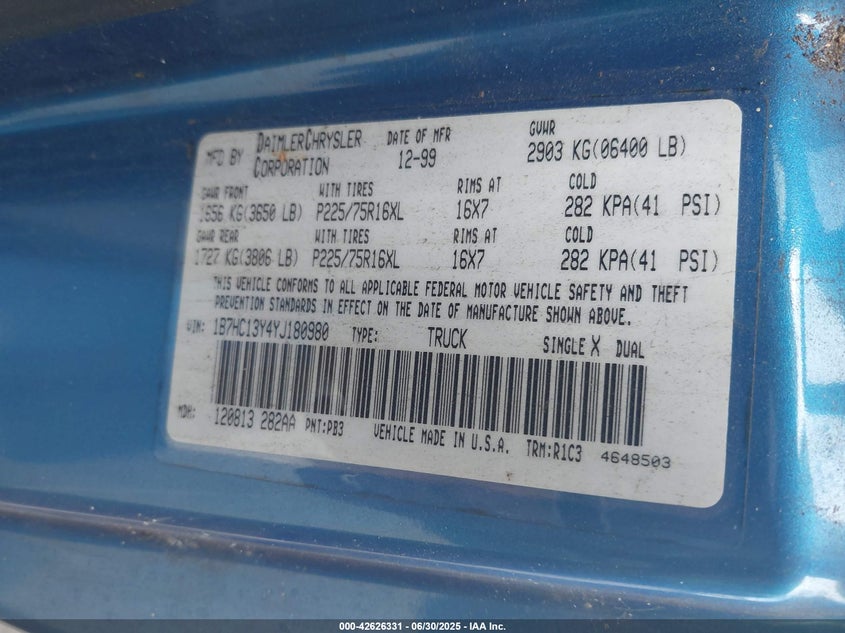 MFD BY DAIMLERCHRYSLER CORPORATION DATE OF MFR 12-99 GVWR 2903 KG(06400 LB)
GAWR FRONT WITH TIRES RIMS AT COLD
1656 KG(3650 LB) P225/75R16XL 16X7 282 KPA(41 PSI)
GAWR REAR WITH TIRES RIMS AT COLD
1727 KG(3806 LB) P225/75R16XL 16X7 282 KPA(41 PSI)
THIS VEHICLE CONFORMS TO ALL APPLICABLE FEDERAL MOTOR VEHICLE SAFETY AND THEFT
PREVENTION STANDARDS IN EFFECT ON THE DATE OF MANUFACTURE SHOWN ABOVE.
VIN: 1B7HC13Y4YJ180980 TYPE: TRUCK SINGLE X DUAL
MDH: 120813 282AA PNT:PB3 VEHICLE MADE IN U.S.A. TRM:R1C3 4648503
000-42626331 - 06/30/2025 - IAA Inc.